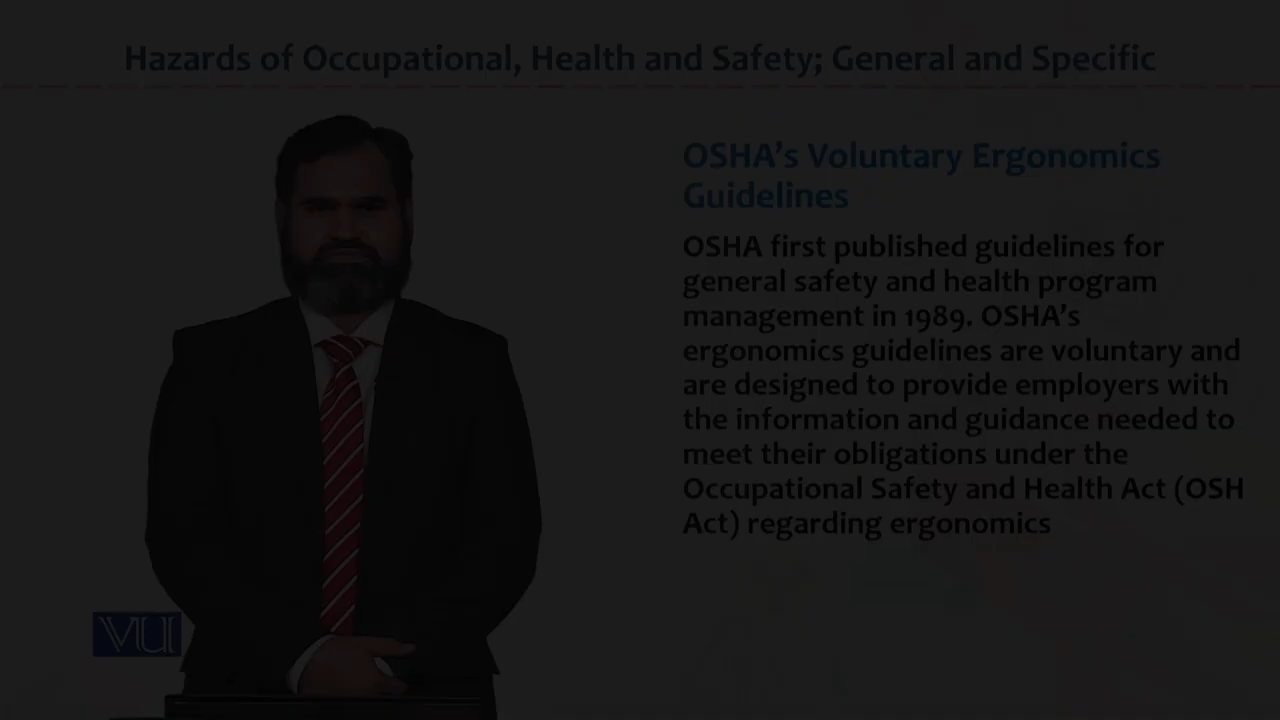 Hazards of Occupational, Health and Safety; General and Specific
OSHA's Voluntary Ergonomics
Guidelines
OSHA first published guidelines for
general safety and health program
management in 1989. OSHA's
ergonomics guidelines are voluntary and
are designed to provide employers with
the information and guidance needed to
meet their obligations under the
Occupational Safety and Health Act (OSH
Act) regarding ergonomics
VU